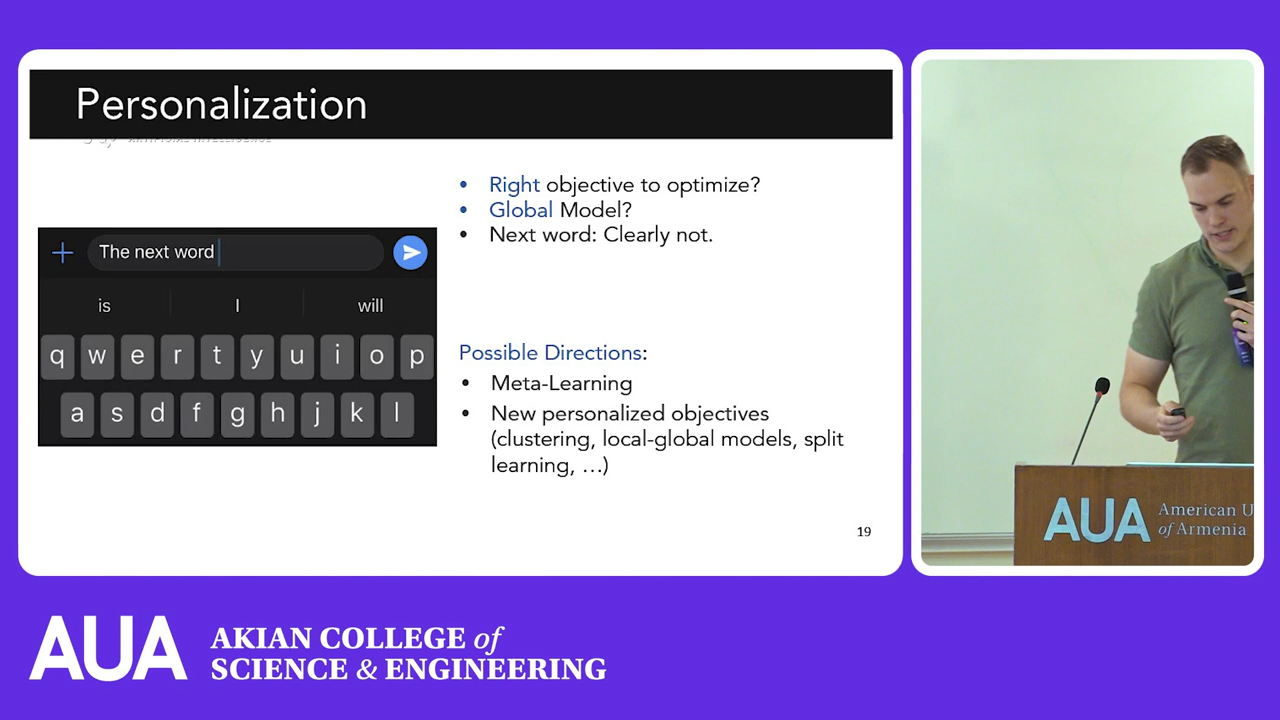 Personalization
• Right objective to optimize?
• Global Model?
• Next word: Clearly not.
+ The next word
is I will
q w e r t y u i o p
a s d f g h j k l
Possible Directions:
• Meta-Learning
• New personalized objectives
(clustering, local-global models, split
learning, ...)
19
AUA American U
of Armenia
AUA AKIAN COLLEGE of
SCIENCE & ENGINEERING